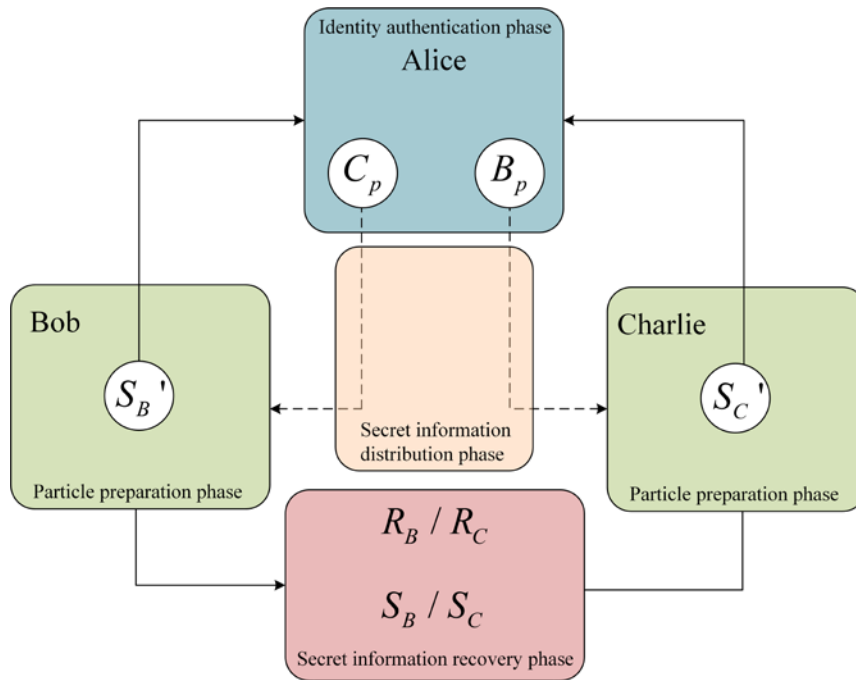 Identity authentication phase
Alice
C_p
B_p
Bob
S_B'
Particle preparation phase
Secret information
distribution phase
Charlie
S_C'
Particle preparation phase
R_B / R_C
S_B / S_C
Secret information recovery phase